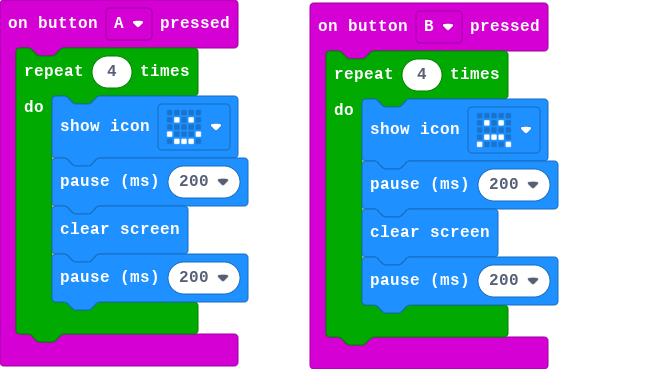 on button A pressed
repeat 4 times
do
show icon
pause (ms) 200
clear screen
pause (ms) 200
on button B pressed
repeat 4 times
do
show icon
pause (ms) 200
clear screen
pause (ms) 200